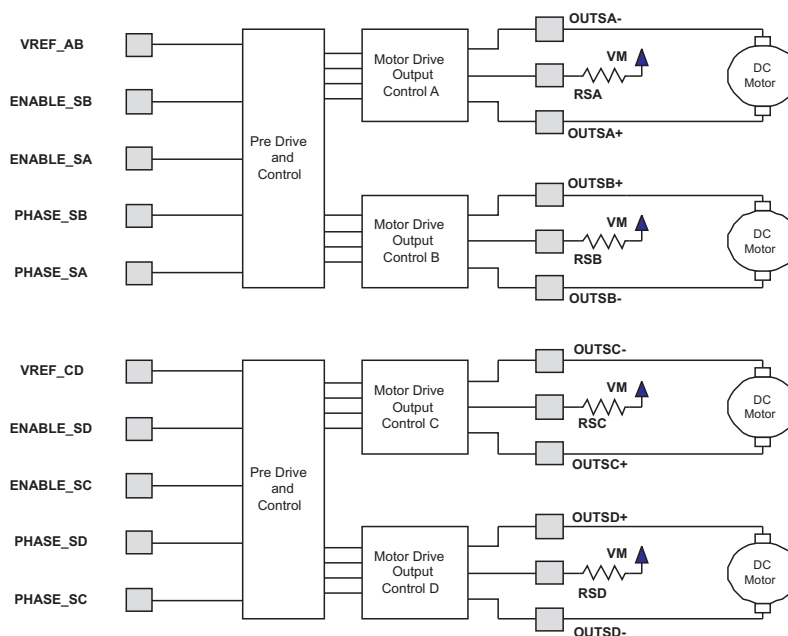 VREF_AB
ENABLE_SB
ENABLE_SA
PHASE_SB
PHASE_SA
Pre Drive
and
Control
Motor Drive
Output
Control A
OUTSA-
VM
RSA
OUTSA+
DC
Motor
Motor Drive
Output
Control B
OUTSB+
VM
RSB
OUTSB-
DC
Motor
VREF_CD
ENABLE_SD
ENABLE_SC
PHASE_SD
PHASE_SC
Pre Drive
and
Control
Motor Drive
Output
Control C
OUTSC-
VM
RSC
OUTSC+
DC
Motor
Motor Drive
Output
Control D
OUTSD+
VM
RSD
OUTSD-
DC
Motor